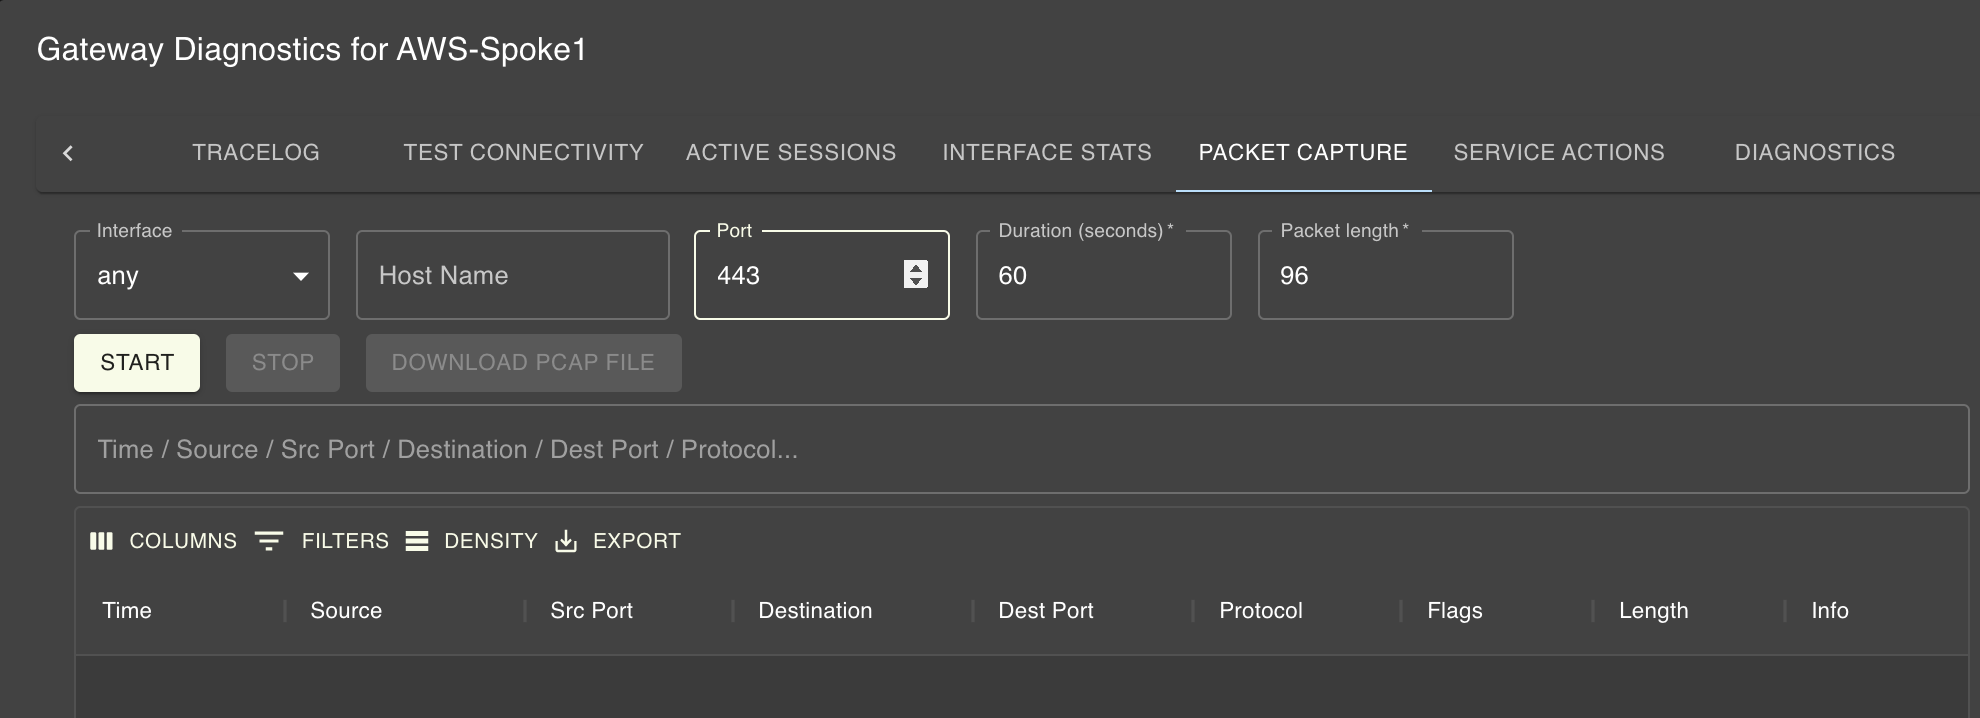 Gateway Diagnostics for AWS-Spoke1
TRACELOG TEST CONNECTIVITY ACTIVE SESSIONS INTERFACE STATS PACKET CAPTURE SERVICE ACTIONS DIAGNOSTICS
Interface Port Duration (seconds) * Packet length *
any Host Name 443 60 96
START STOP DOWNLOAD PCAP FILE
Time / Source / Src Port / Destination / Dest Port / Protocol...
COLUMNS FILTERS DENSITY EXPORT
Time Source Src Port Destination Dest Port Protocol Flags Length Info